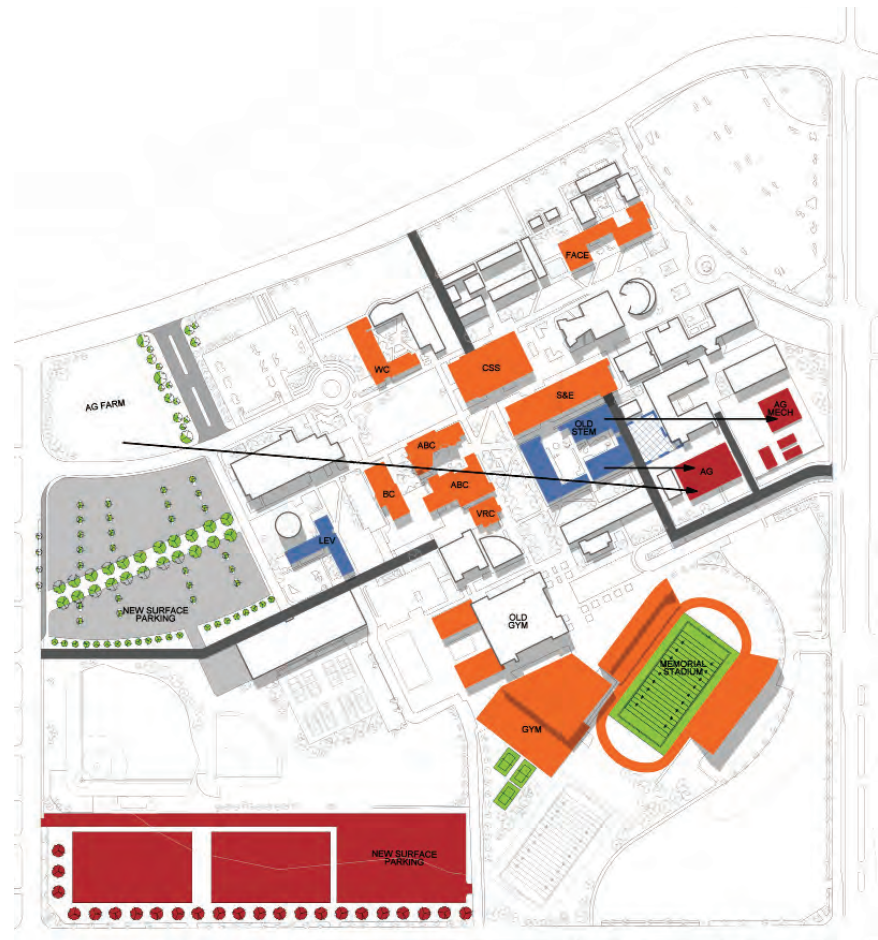 FACE
WC
CSS
S&E
AG FARM
OLD
STEM
AG
MECH
ABC
AG
BC
ABC
VRC
LEV
NEW SURFACE
PARKING
OLD
GYM
MEMORIAL
STADIUM
GYM
NEW SURFACE
PARKING